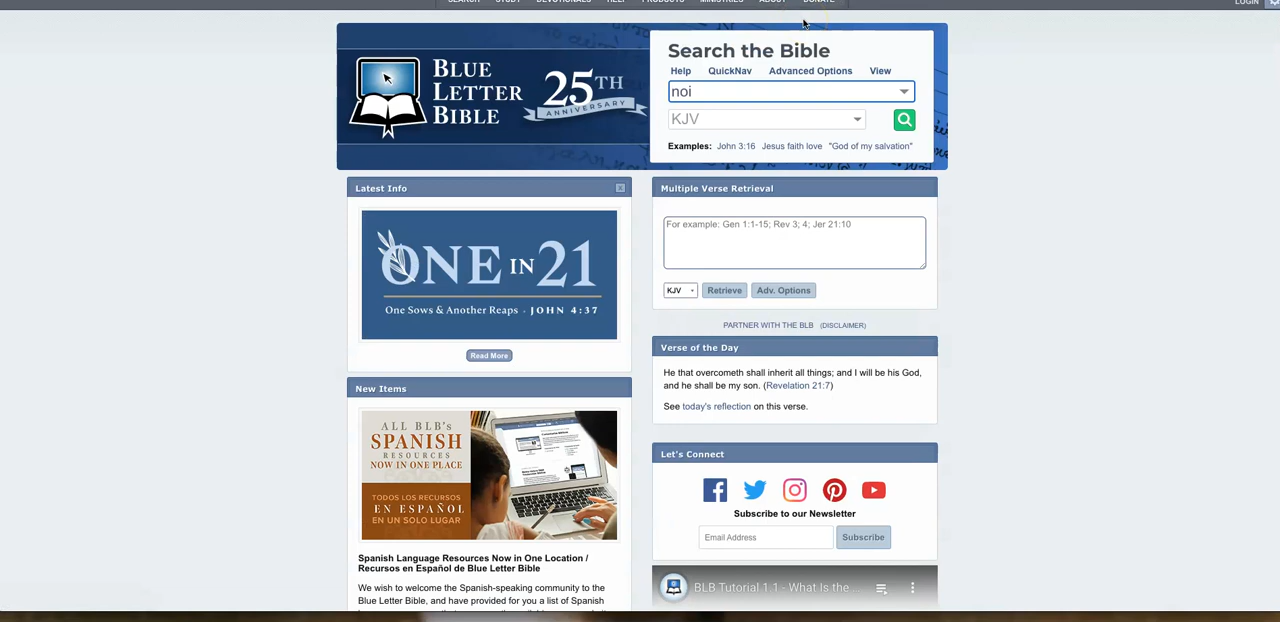 SEARCH STUDY DEVOTIONALS HELP PRODUCTS MINISTRIES ABOUT DONATE
LOGIN
BLUE
LETTER
BIBLE
25TH
ANNIVERSARY
Search the Bible
Help QuickNav Advanced Options View
noi
KJV
Examples: John 3:16 Jesus faith love "God of my salvation"
Latest Info
ONE IN 21
One Sows & Another Reaps - JOHN 4:37
Read More
New Items
ALL BLB's
SPANISH
RESOURCES
NOW IN ONE PLACE
TODOS LOS RECURSOS
EN ESPAÑOL
EN UN SOLO LUGAR
Spanish Language Resources Now in One Location /
Recursos en Español de Blue Letter Bible
We wish to welcome the Spanish-speaking community to the
Blue Letter Bible, and have provided for you a list of Spanish
Multiple Verse Retrieval
For example: Gen 1:1-15; Rev 3; 4; Jer 21:10
KJV Retrieve Adv. Options
PARTNER WITH THE BLB (DISCLAIMER)
Verse of the Day
He that overcometh shall inherit all things; and I will be his God,
and he shall be my son. (Revelation 21:7)
See today's reflection on this verse.
Let's Connect
Subscribe to our Newsletter
Email Address Subscribe
BLB Tutorial 1.1 - What Is the ...